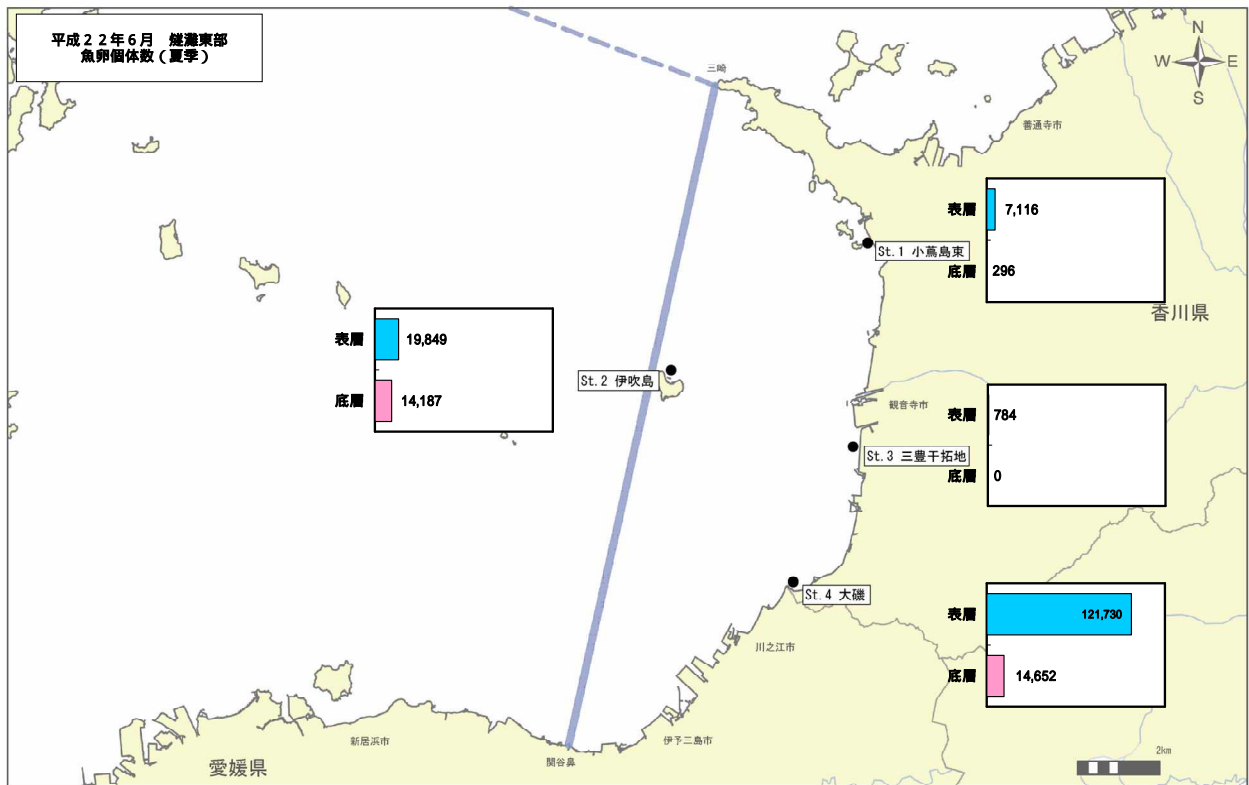 平成２２年６月　燧灘東部
魚卵個体数（夏季）
N
W
E
S
三崎
善通寺市
表層
7,116
底層
296
St.1 小蔦島東
香川県
表層
19,849
底層
14,187
St.2 伊吹島
観音寺市
表層
784
底層
0
St.3 三豊干拓地
St.4 大磯
表層
121,730
底層
14,652
川之江市
伊予三島市
新居浜市
関谷鼻
愛媛県
2km